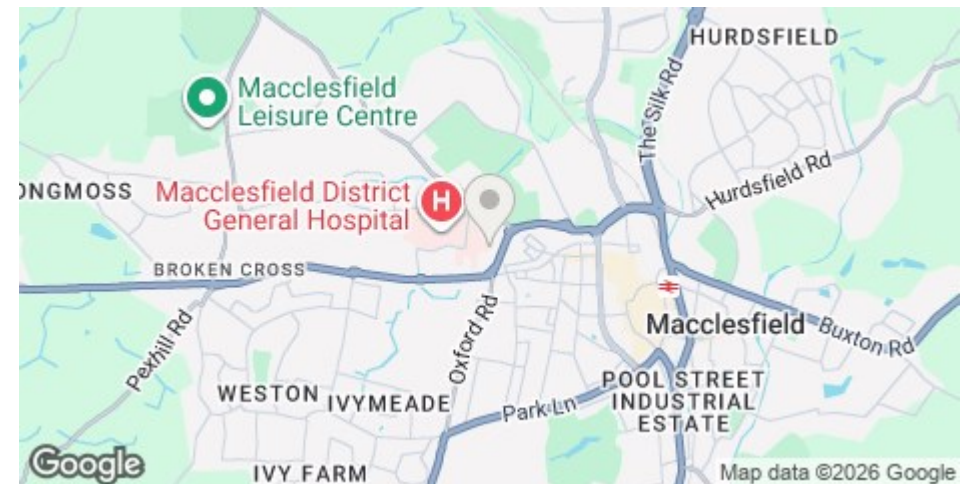 HURDSFIELD
Macclesfield
Leisure Centre
The Silk Rd
Hurdsfield Rd
ONGMOSS
Macclesfield District
General Hospital
H
BROKEN CROSS
Pexhill Rd
Oxford Rd
Macclesfield
Buxton Rd
WESTON
IVYMEADE
Park Ln
POOL STREET
INDUSTRIAL
ESTATE
IVY FARM
Google
Map data ©2026 Google